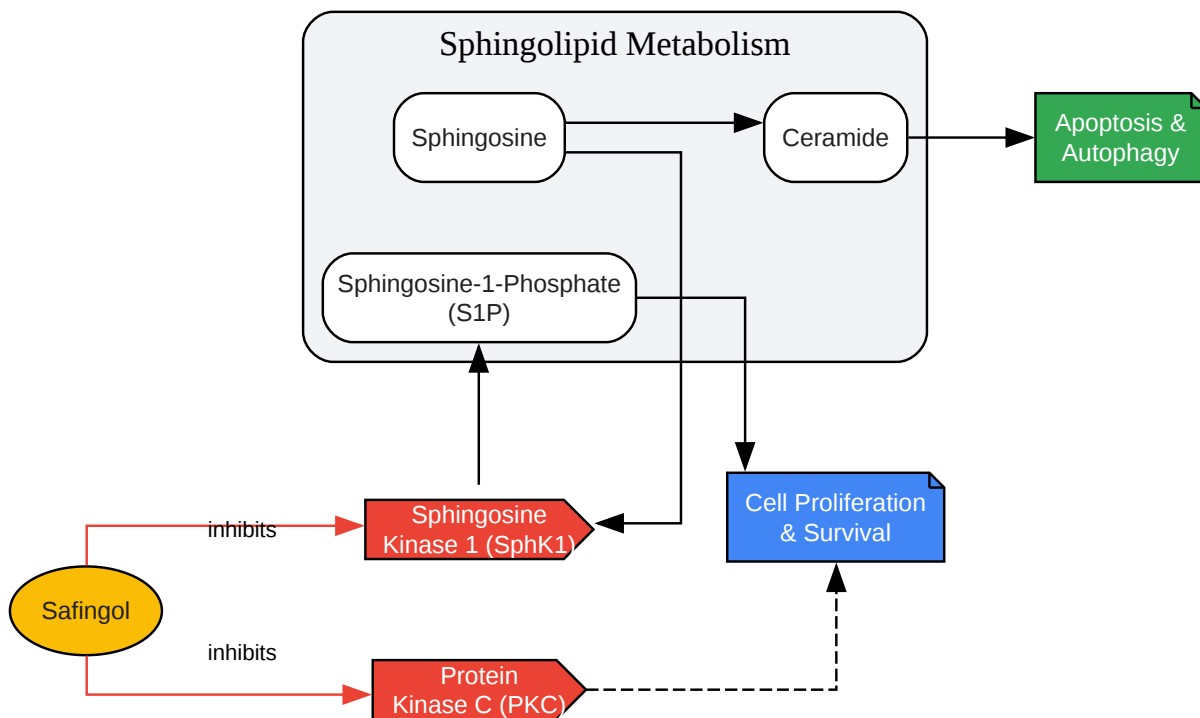 Sphingolipid Metabolism
Sphingosine
Ceramide
Apoptosis &
Autophagy
Sphingosine-1-Phosphate
(S1P)
Cell Proliferation
& Survival
inhibits
Sphingosine
Kinase 1 (SphK1)
Safingol
inhibits
Protein
Kinase C (PKC)